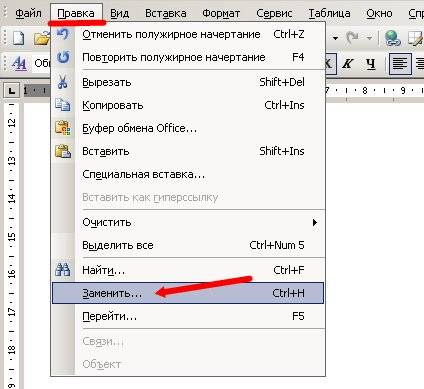 Файл Правка Вид Вставка Формат Сервис Таблица Окно
Отменить полужирное начертание Ctrl+Z
Повторить полужирное начертание F4
Вырезать Shift+Del
Копировать Ctrl+Ins
Буфер обмена Office...
Вставить Shift+Ins
Специальная вставка...
Вставить как гиперссылку
Очистить
Выделить все Ctrl+Num 5
Найти... Ctrl+F
Заменить... Ctrl+H
Перейти... F5
Связи...
Объект